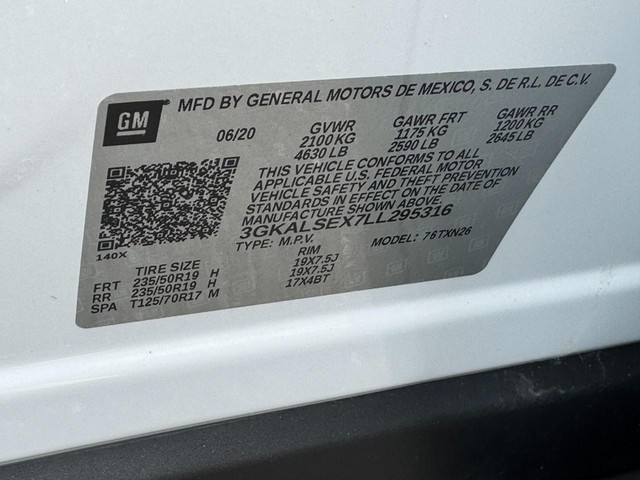 GM
MFD BY GENERAL MOTORS DE MEXICO, S. DE R.L. DE C.V.
06/20 GVWR GAWR FRT GAWR RR
2100 KG 1175 KG 1200 KG
4630 LB 2590 LB 2645 LB
THIS VEHICLE CONFORMS TO ALL
APPLICABLE U.S. FEDERAL MOTOR
VEHICLE SAFETY AND THEFT PREVENTION
STANDARDS IN EFFECT ON THE DATE OF
MANUFACTURE SHOWN ABOVE.
3GKALSEX7LL295316
TYPE: M.P.V. MODEL: 76TXN26
140X
TIRE SIZE RIM
FRT 235/50R19 H 19X7.5J
RR 235/50R19 H 19X7.5J
SPA T125/70R17 M 17X4BT